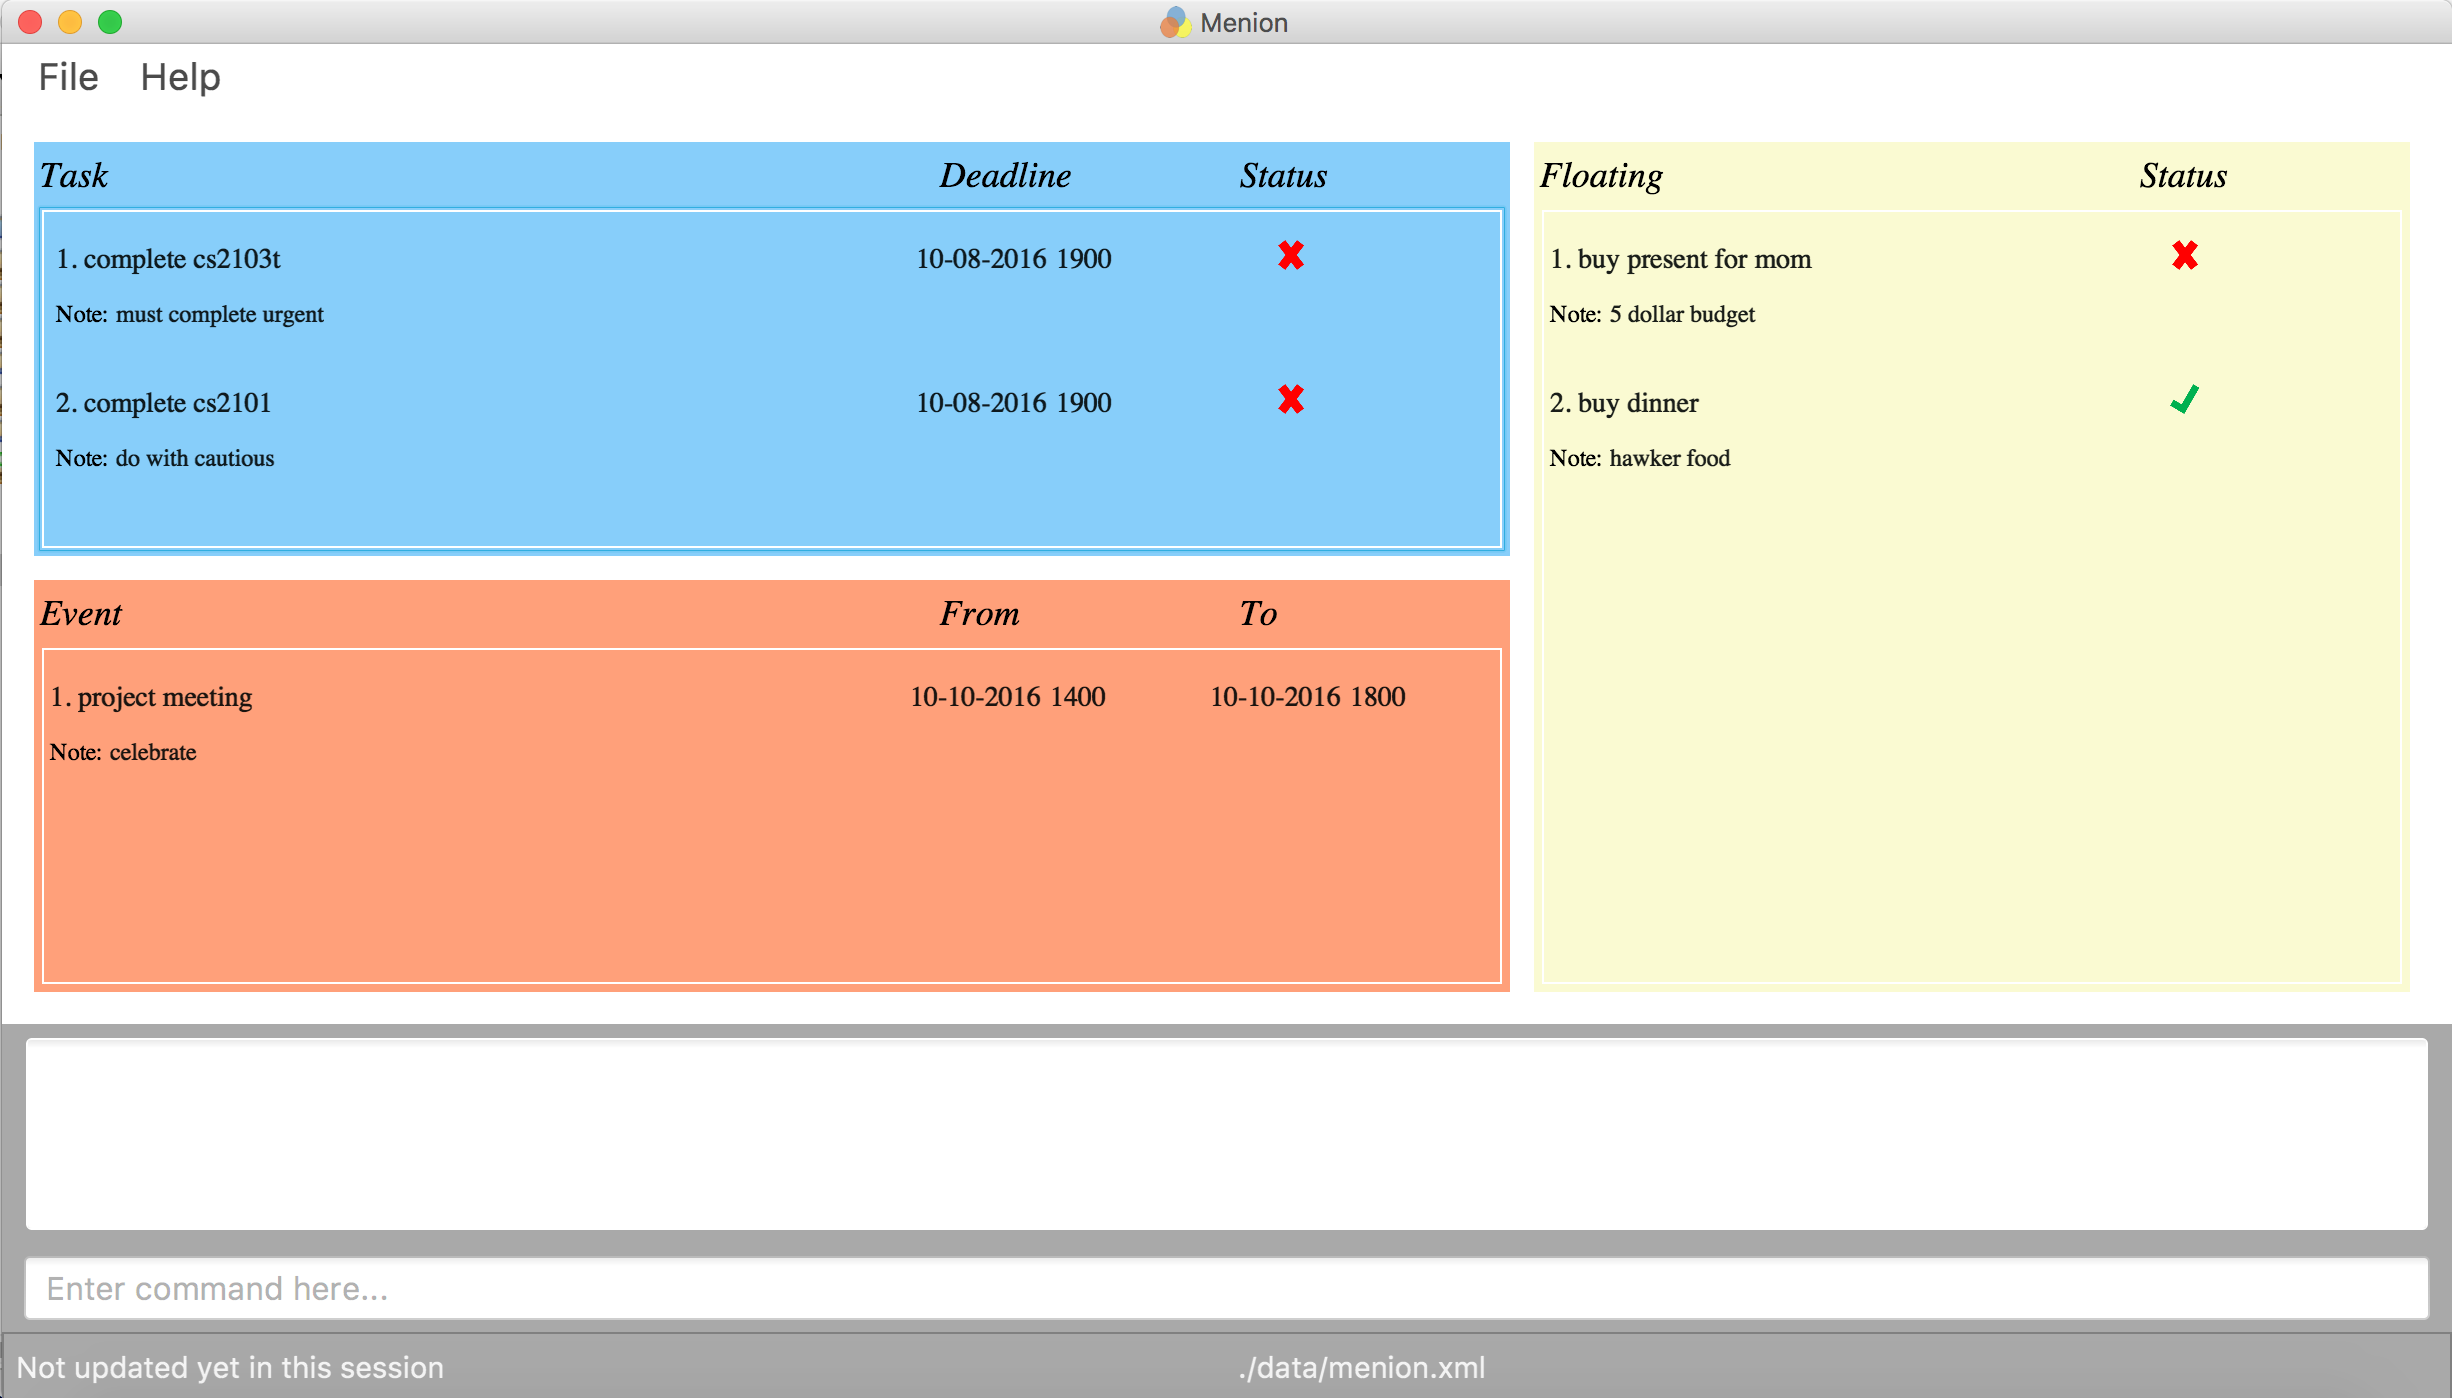 Menion
File Help
Task Deadline Status
1. complete cs2103t 10-08-2016 1900
Note: must complete urgent
2. complete cs2101 10-08-2016 1900
Note: do with cautious
Event From To
1. project meeting 10-10-2016 1400 10-10-2016 1800
Note: celebrate
Floating Status
1. buy present for mom
Note: 5 dollar budget
2. buy dinner
Note: hawker food
Enter command here...
Not updated yet in this session ./data/menion.xml